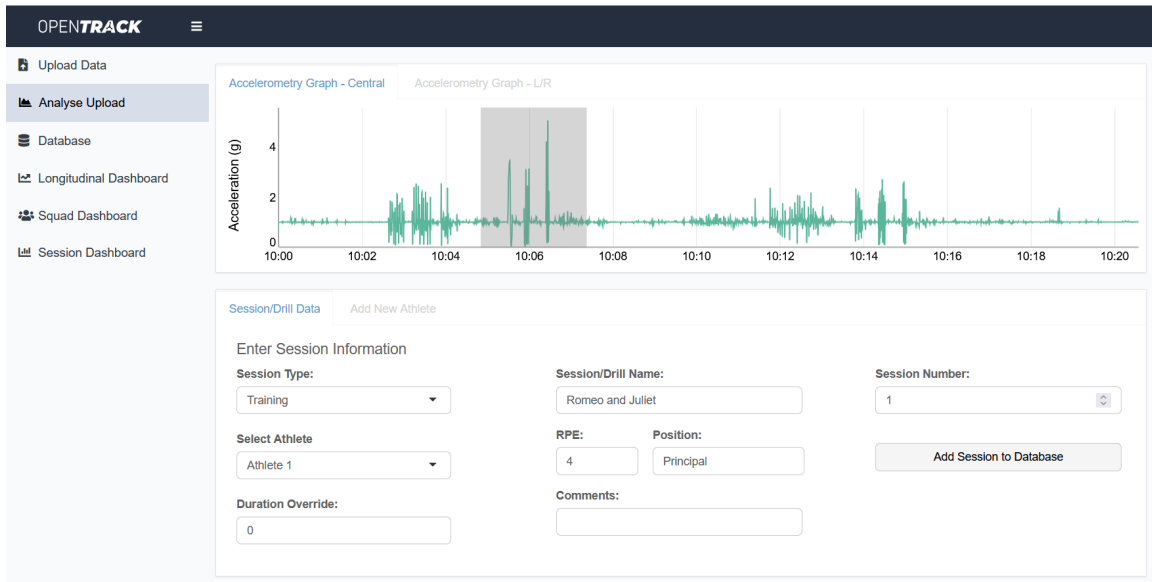 OPENTRACK
Upload Data
Analyse Upload
Database
Longitudinal Dashboard
Squad Dashboard
Session Dashboard
Accelerometry Graph - Central
Accelerometry Graph - L/R
Acceleration (g)
4
2
0
10:00 10:02 10:04 10:06 10:08 10:10 10:12 10:14 10:16 10:18 10:20
Session/Drill Data
Add New Athlete
Enter Session Information
Session Type:
Training
Session/Drill Name:
Romeo and Juliet
Session Number:
1
Select Athlete
Athlete 1
RPE:
4
Position:
Principal
Add Session to Database
Duration Override:
0
Comments: